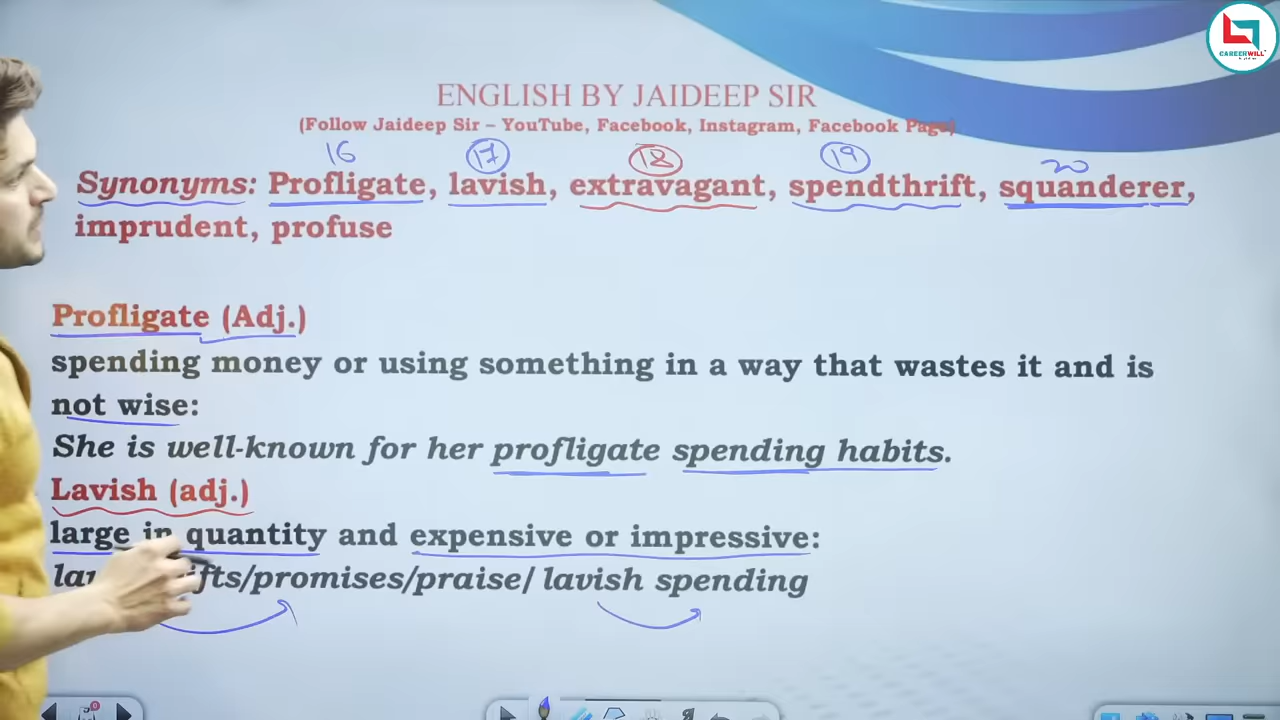 CAREERWILL
ENGLISH BY JAIDEEP SIR
(Follow Jaideep Sir – YouTube, Facebook, Instagram, Facebook Page)
16 17 18 19 20
Synonyms: Profligate, lavish, extravagant, spendthrift, squanderer,
imprudent, profuse
Profligate (Adj.)
spending money or using something in a way that wastes it and is
not wise:
She is well-known for her profligate spending habits.
Lavish (adj.)
large in quantity and expensive or impressive:
/promises/praise/ lavish spending